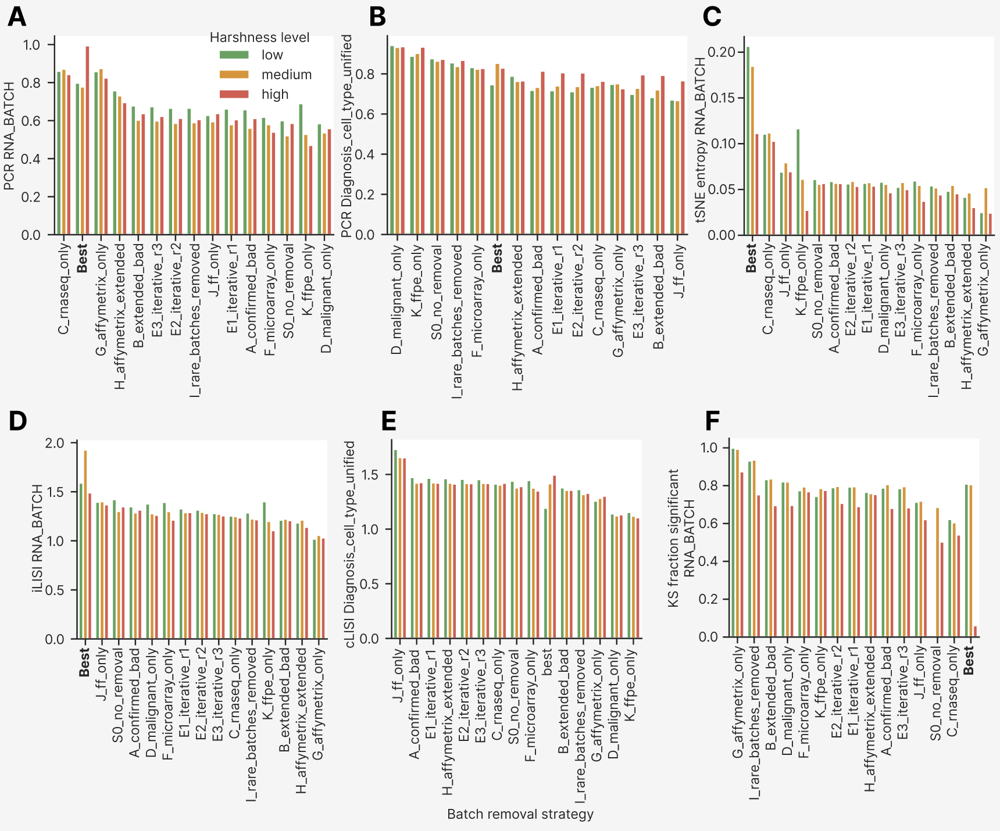 A
PCR RNA_BATCH
1.0
0.8
0.6
0.4
0.2
0.0
Harshness level
low
medium
high
C_rnaseq_only
Best
G_affymetrix_only
H_affymetrix_extended
B_extended_bad
E3_iterative_r3
E2_iterative_r2
I_rare_batches_removed
J_ff_only
E1_iterative_r1
A_confirmed_bad
F_microarray_only
S0_no_removal
K_ffpe_only
D_malignant_only
B
PCR Diagnosis_cell_type_unified
0.8
0.6
0.4
0.2
0.0
D_malignant_only
K_ffpe_only
S0_no_removal
I_rare_batches_removed
F_microarray_only
Best
H_affymetrix_extended
A_confirmed_bad
E1_iterative_r1
E2_iterative_r2
C_rnaseq_only
G_affymetrix_only
E3_iterative_r3
B_extended_bad
J_ff_only
C
tSNE entropy RNA_BATCH
0.20
0.15
0.10
0.05
0.00
Best
C_rnaseq_only
J_ff_only
K_ffpe_only
S0_no_removal
A_confirmed_bad
E2_iterative_r2
E1_iterative_r1
D_malignant_only
E3_iterative_r3
F_microarray_only
I_rare_batches_removed
B_extended_bad
H_affymetrix_extended
G_affymetrix_only
D
iLISI RNA_BATCH
2.0
1.5
1.0
0.5
0.0
Best
J_ff_only
S0_no_removal
A_confirmed_bad
D_malignant_only
F_microarray_only
E1_iterative_r1
E2_iterative_r2
E3_iterative_r3
C_rnaseq_only
I_rare_batches_removed
K_ffpe_only
B_extended_bad
H_affymetrix_extended
G_affymetrix_only
E
cLISI Diagnosis_cell_type_unified
1.5
1.0
0.5
0.0
J_ff_only
A_confirmed_bad
E1_iterative_r1
H_affymetrix_extended
E2_iterative_r2
E3_iterative_r3
C_rnaseq_only
S0_no_removal
F_microarray_only
best
B_extended_bad
I_rare_batches_removed
G_affymetrix_only
D_malignant_only
K_ffpe_only
F
KS fraction significant
RNA_BATCH
1.0
0.8
0.6
0.4
0.2
0.0
G_affymetrix_only
I_rare_batches_removed
B_extended_bad
D_malignant_only
F_microarray_only
K_ffpe_only
E2_iterative_r2
E1_iterative_r1
H_affymetrix_extended
A_confirmed_bad
E3_iterative_r3
J_ff_only
S0_no_removal
C_rnaseq_only
Best
Batch removal strategy